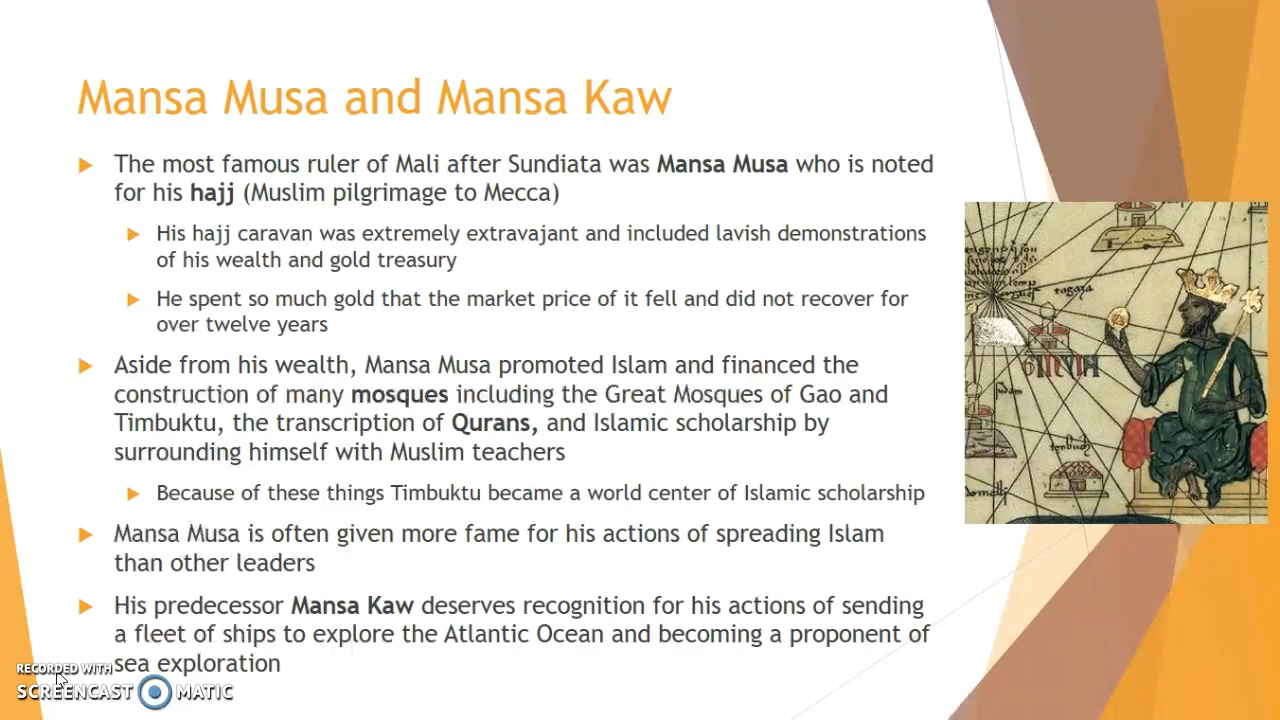 Mansa Musa and Mansa Kaw
The most famous ruler of Mali after Sundiata was Mansa Musa who is noted
for his hajj (Muslim pilgrimage to Mecca)
His hajj caravan was extremely extravajant and included lavish demonstrations
of his wealth and gold treasury
He spent so much gold that the market price of it fell and did not recover for
over twelve years
Aside from his wealth, Mansa Musa promoted Islam and financed the
construction of many mosques including the Great Mosques of Gao and
Timbuktu, the transcription of Qurans, and Islamic scholarship by
surrounding himself with Muslim teachers
Because of these things Timbuktu became a world center of Islamic scholarship
Mansa Musa is often given more fame for his actions of spreading Islam
than other leaders
His predecessor Mansa Kaw deserves recognition for his actions of sending
a fleet of ships to explore the Atlantic Ocean and becoming a proponent of
sea exploration
RECORDED WITH
SCREENCAST MATIC